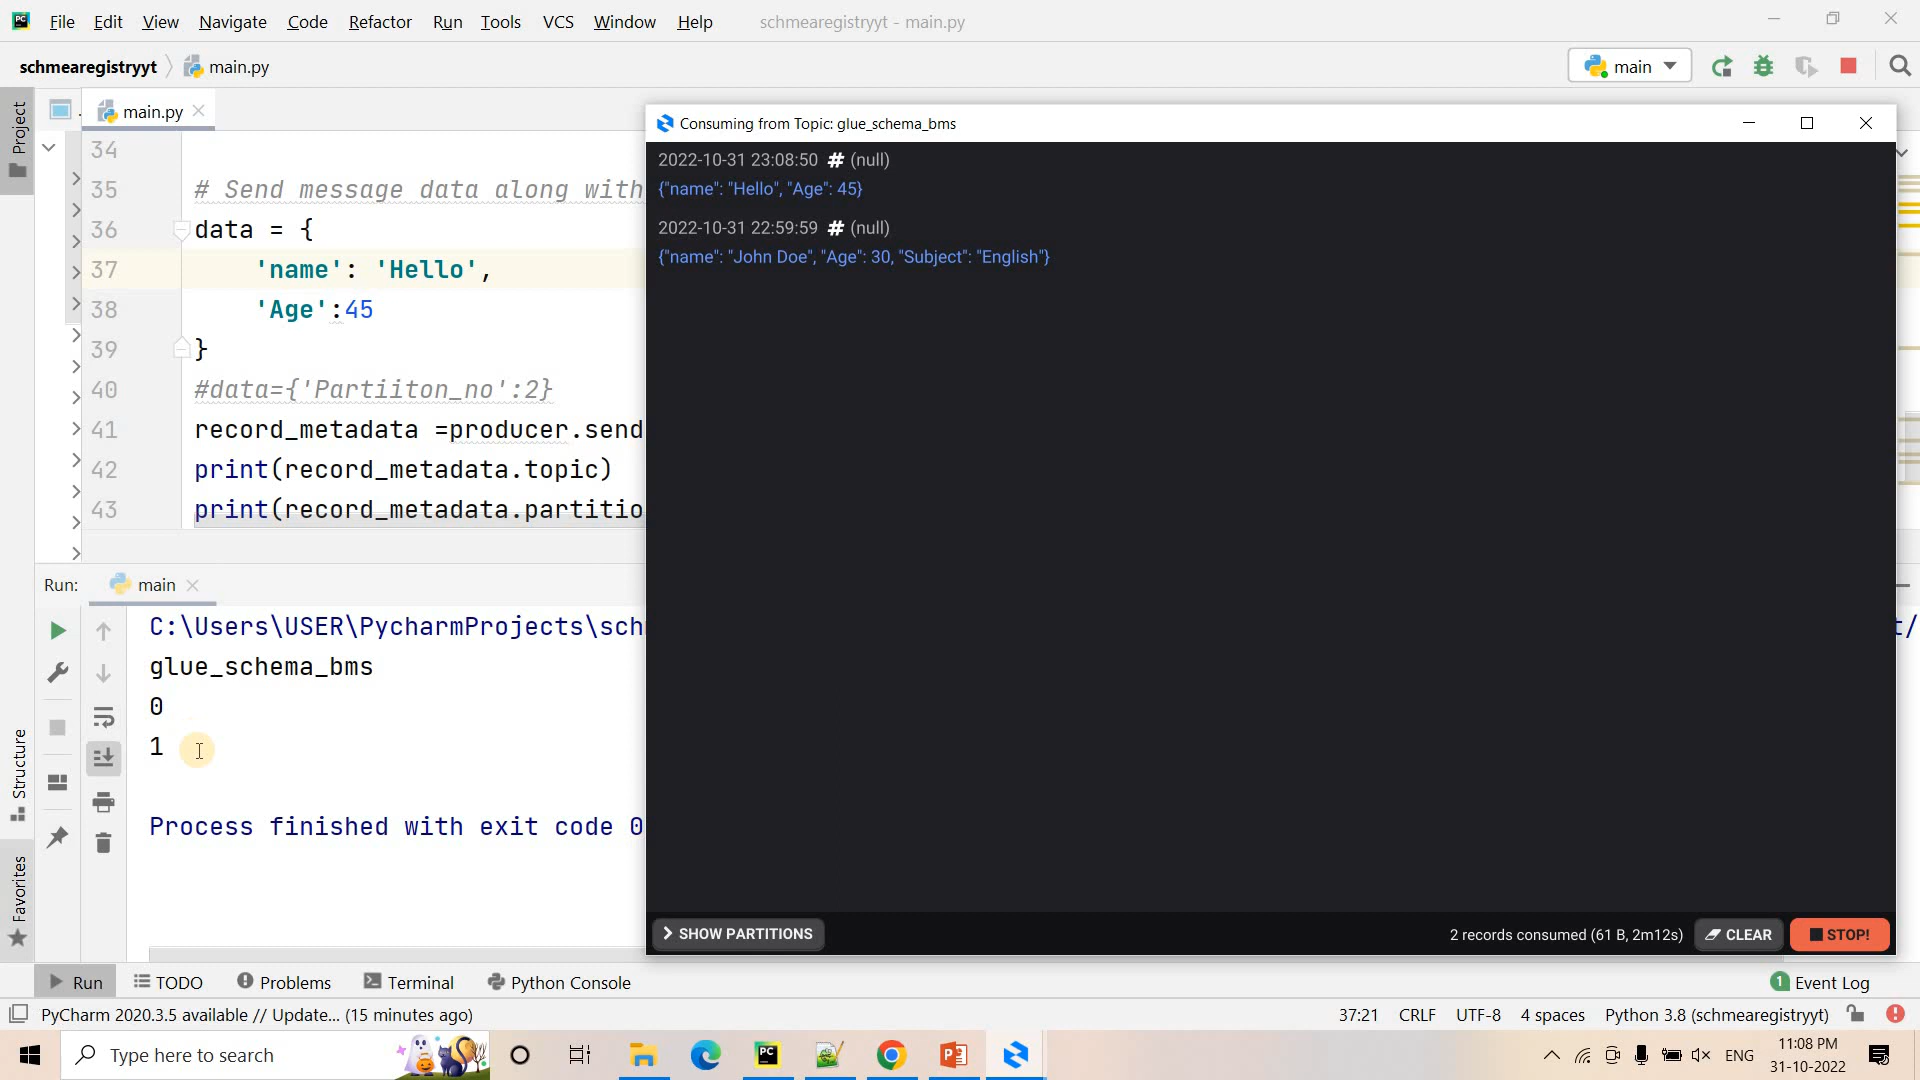 File Edit View Navigate Code Refactor Run Tools VCS Window Help schmearegistryyt - main.py
schmearegistryyt main.py main
Project
main.py
Consuming from Topic: glue_schema_bms
34
35 # Send message data along with
36 data = {
37 'name': 'Hello',
38 'Age':45
39 }
40 #data={'Partiiton_no':2}
41 record_metadata =producer.send
42 print(record_metadata.topic)
43 print(record_metadata.partitio
2022-10-31 23:08:50 # (null)
{"name": "Hello", "Age": 45}
2022-10-31 22:59:59 # (null)
{"name": "John Doe", "Age": 30, "Subject": "English"}
Run: main
C:\Users\USER\PycharmProjects\sch
t/
glue_schema_bms
0
1
Process finished with exit code 0
Structure
Favorites
SHOW PARTITIONS 2 records consumed (61 B, 2m12s) CLEAR STOP!
Run TODO Problems Terminal Python Console 1 Event Log
PyCharm 2020.3.5 available // Update... (15 minutes ago) 37:21 CRLF UTF-8 4 spaces Python 3.8 (schmearegistryyt)
Type here to search ENG 11:08 PM
31-10-2022